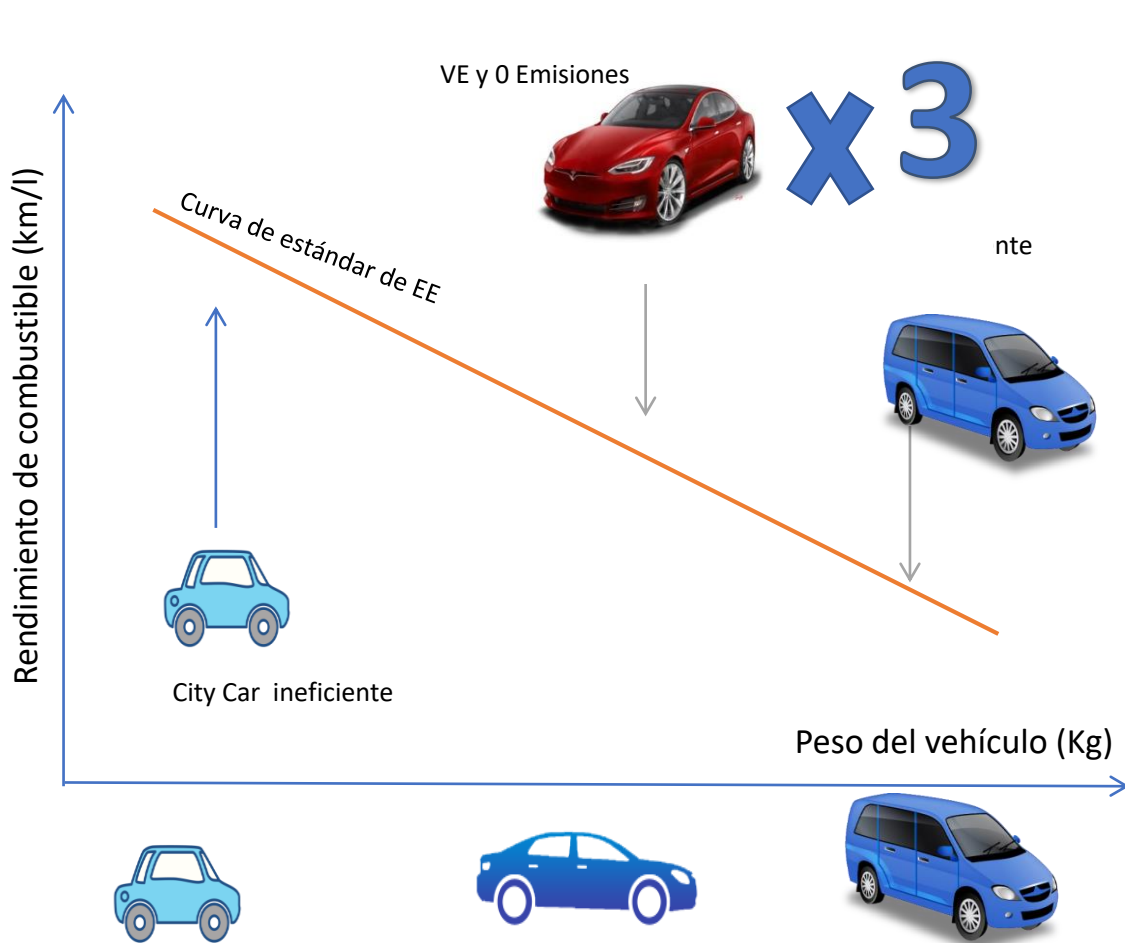 VE y 0 Emisiones
X 3
Curva de estándar de EE
nte
Rendimiento de combustible (km/l)
City Car ineficiente
Peso del vehículo (Kg)